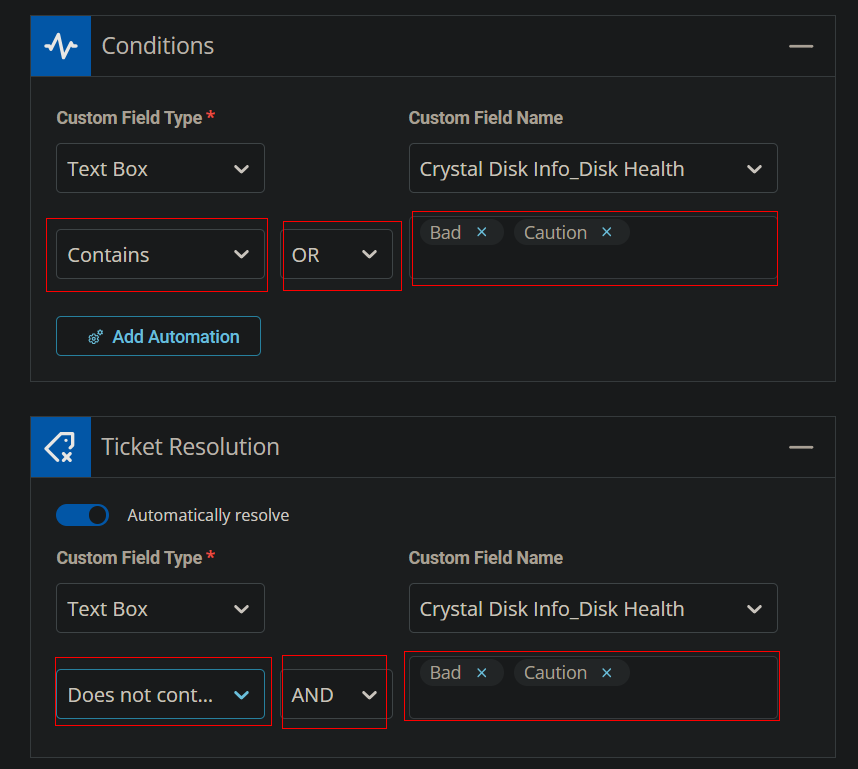 Conditions
Custom Field Type * Custom Field Name
Text Box Crystal Disk Info_Disk Health
Contains OR Bad × Caution ×
Add Automation
Ticket Resolution
Automatically resolve
Custom Field Type * Custom Field Name
Text Box Crystal Disk Info_Disk Health
Does not cont... AND Bad × Caution ×